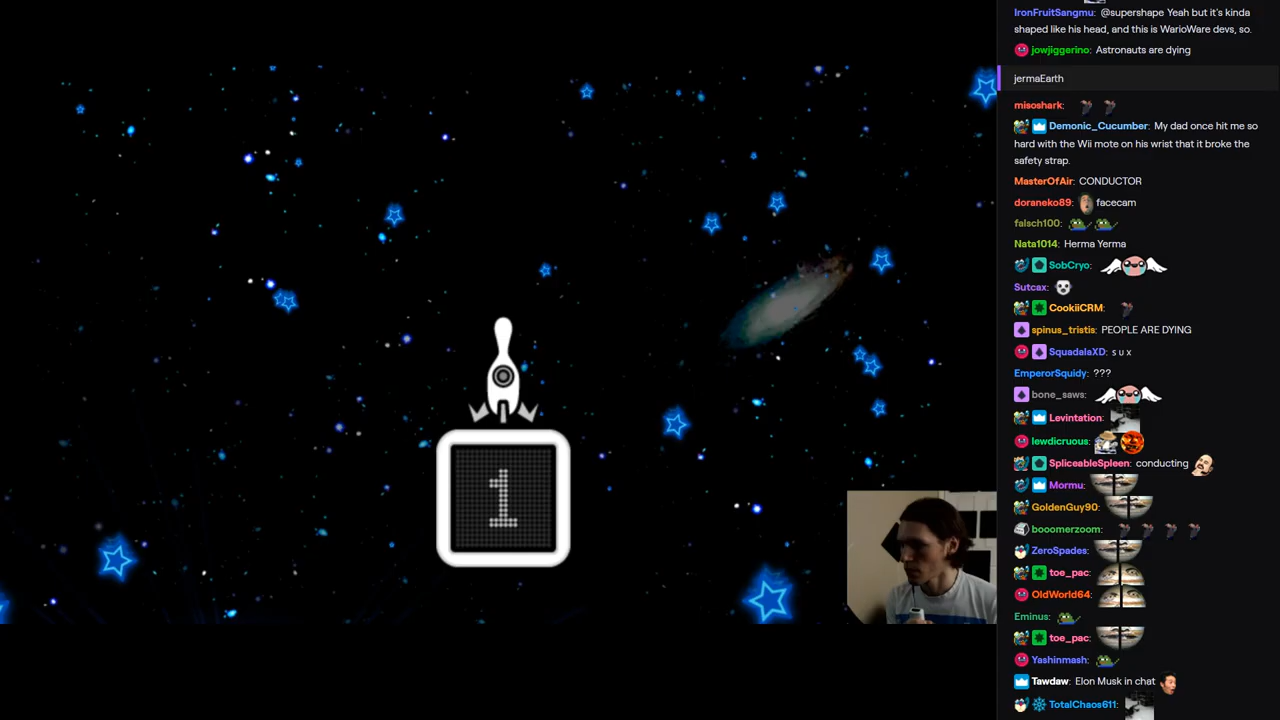 IronFruitSangmu: @supershape Yeah but it's kinda
shaped like his head, and this is WarioWare devs, so.
jowjiggerino: Astronauts are dying
jermaEarth
misoshark:
Demonic_Cucumber: My dad once hit me so
hard with the Wii mote on his wrist that it broke the
safety strap.
MasterOfAir: CONDUCTOR
doraneko89: facecam
falsch100:
Nata1014: Herma Yerma
SobCryo:
Sutcax:
CookiiCRM:
spinus_tristis: PEOPLE ARE DYING
SquadalaXD: s u x
EmperorSquidy: ???
bone_saws:
Levintation:
lewdicruous:
SpliceableSpleen: conducting
Mormu:
GoldenGuy90:
booomerzoom:
ZeroSpades:
toe_pac:
OldWorld64:
Eminus:
toe_pac:
Yashinmash:
Tawdaw: Elon Musk in chat
TotalChaos611:
1